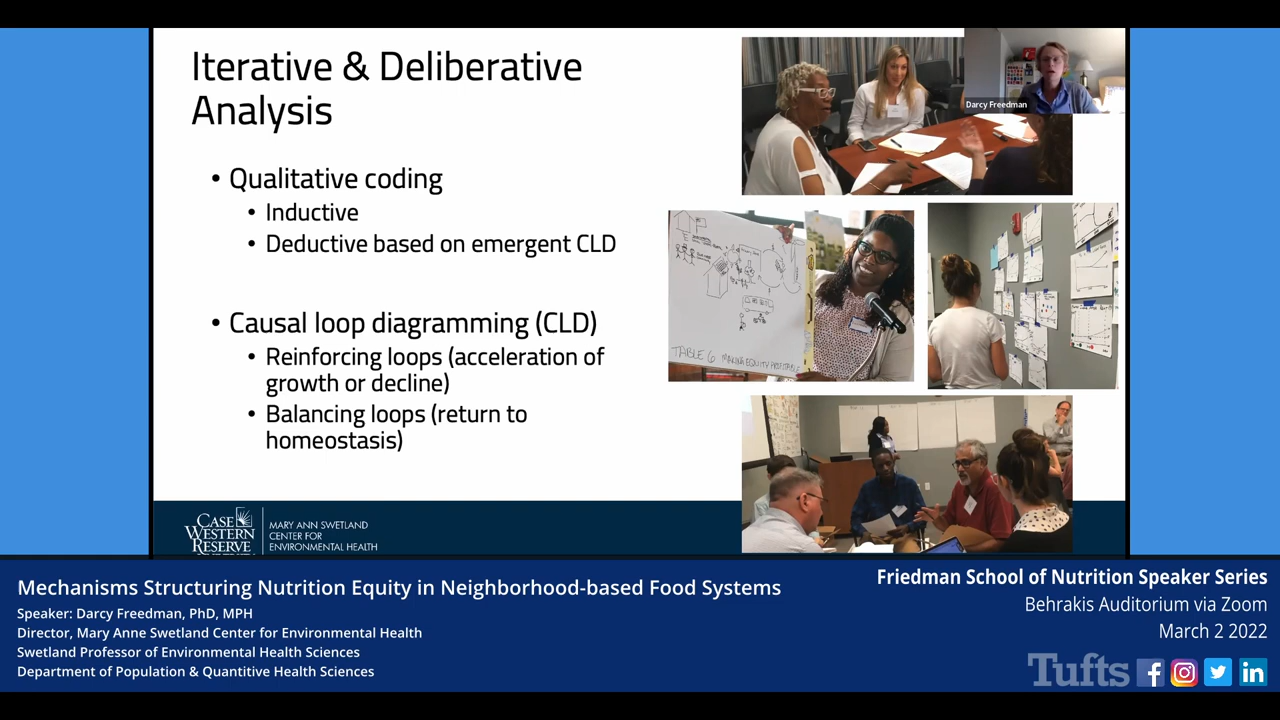 Iterative & Deliberative
Analysis
• Qualitative coding
• Inductive
• Deductive based on emergent CLD
• Causal loop diagramming (CLD)
• Reinforcing loops (acceleration of
growth or decline)
• Balancing loops (return to
homeostasis)
Darcy Freedman
TABLE 6 MAKING EQUITY PROFITABLE
CASE
WESTERN
RESERVE
MARY ANN SWETLAND
CENTER FOR
ENVIRONMENTAL HEALTH
Mechanisms Structuring Nutrition Equity in Neighborhood-based Food Systems
Speaker: Darcy Freedman, PhD, MPH
Director, Mary Anne Swetland Center for Environmental Health
Swetland Professor of Environmental Health Sciences
Department of Population & Quantitative Health Sciences
Friedman School of Nutrition Speaker Series
Behrakis Auditorium via Zoom
March 2 2022
Tufts